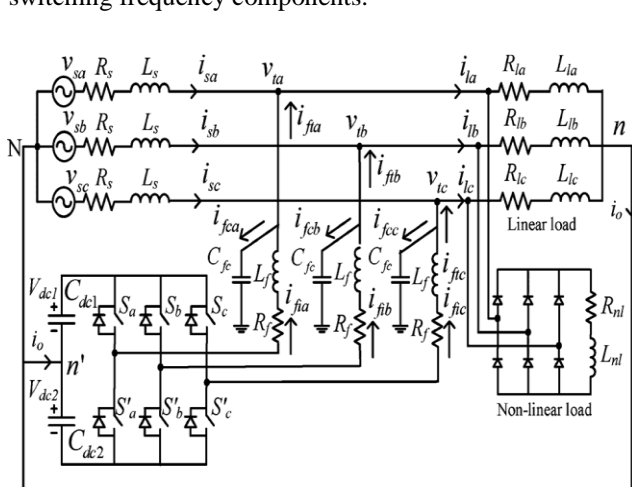 switching frequency components.
v_sa R_s L_s i_sa v_ta i_la R_la L_la
i_fta
v_sb R_s L_s i_sb v_tb i_lb R_lb L_lb n
N
i_ftb
v_sc R_s L_s i_sc v_tc i_lc R_lc L_lc
i_o
Linear load
i_fca i_fcb i_fcc i_ftc
C_fc L_f C_fc L_f C_fc L_f
V_dc1 C_dc1 S_a S_b S_c
R_f i_fia R_f i_fib R_f i_fic
R_nl
i_o n'
L_nl
V_dc2 S'_a S'_b S'_c
Non-linear load
C_dc2